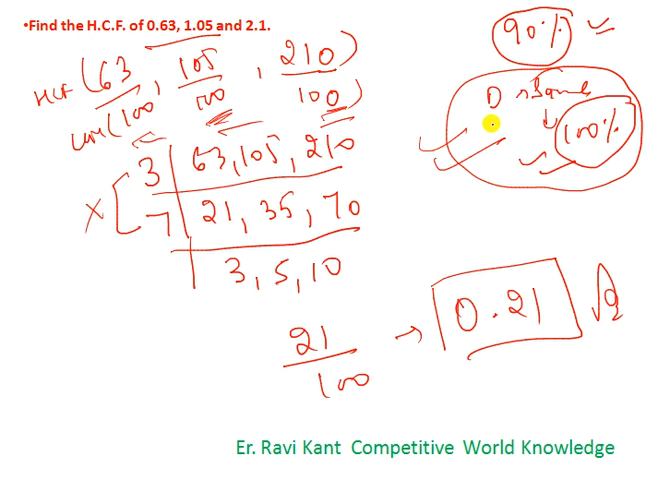 •Find the H.C.F. of 0.63, 1.05 and 2.1.
90%
HCF (63, 105, 210)
LCM (100 100 100)
D same
100%
3 63, 105, 210
× 7 21, 35, 70
3, 5, 10
21
100
→ 0.21
Er. Ravi Kant Competitive World Knowledge